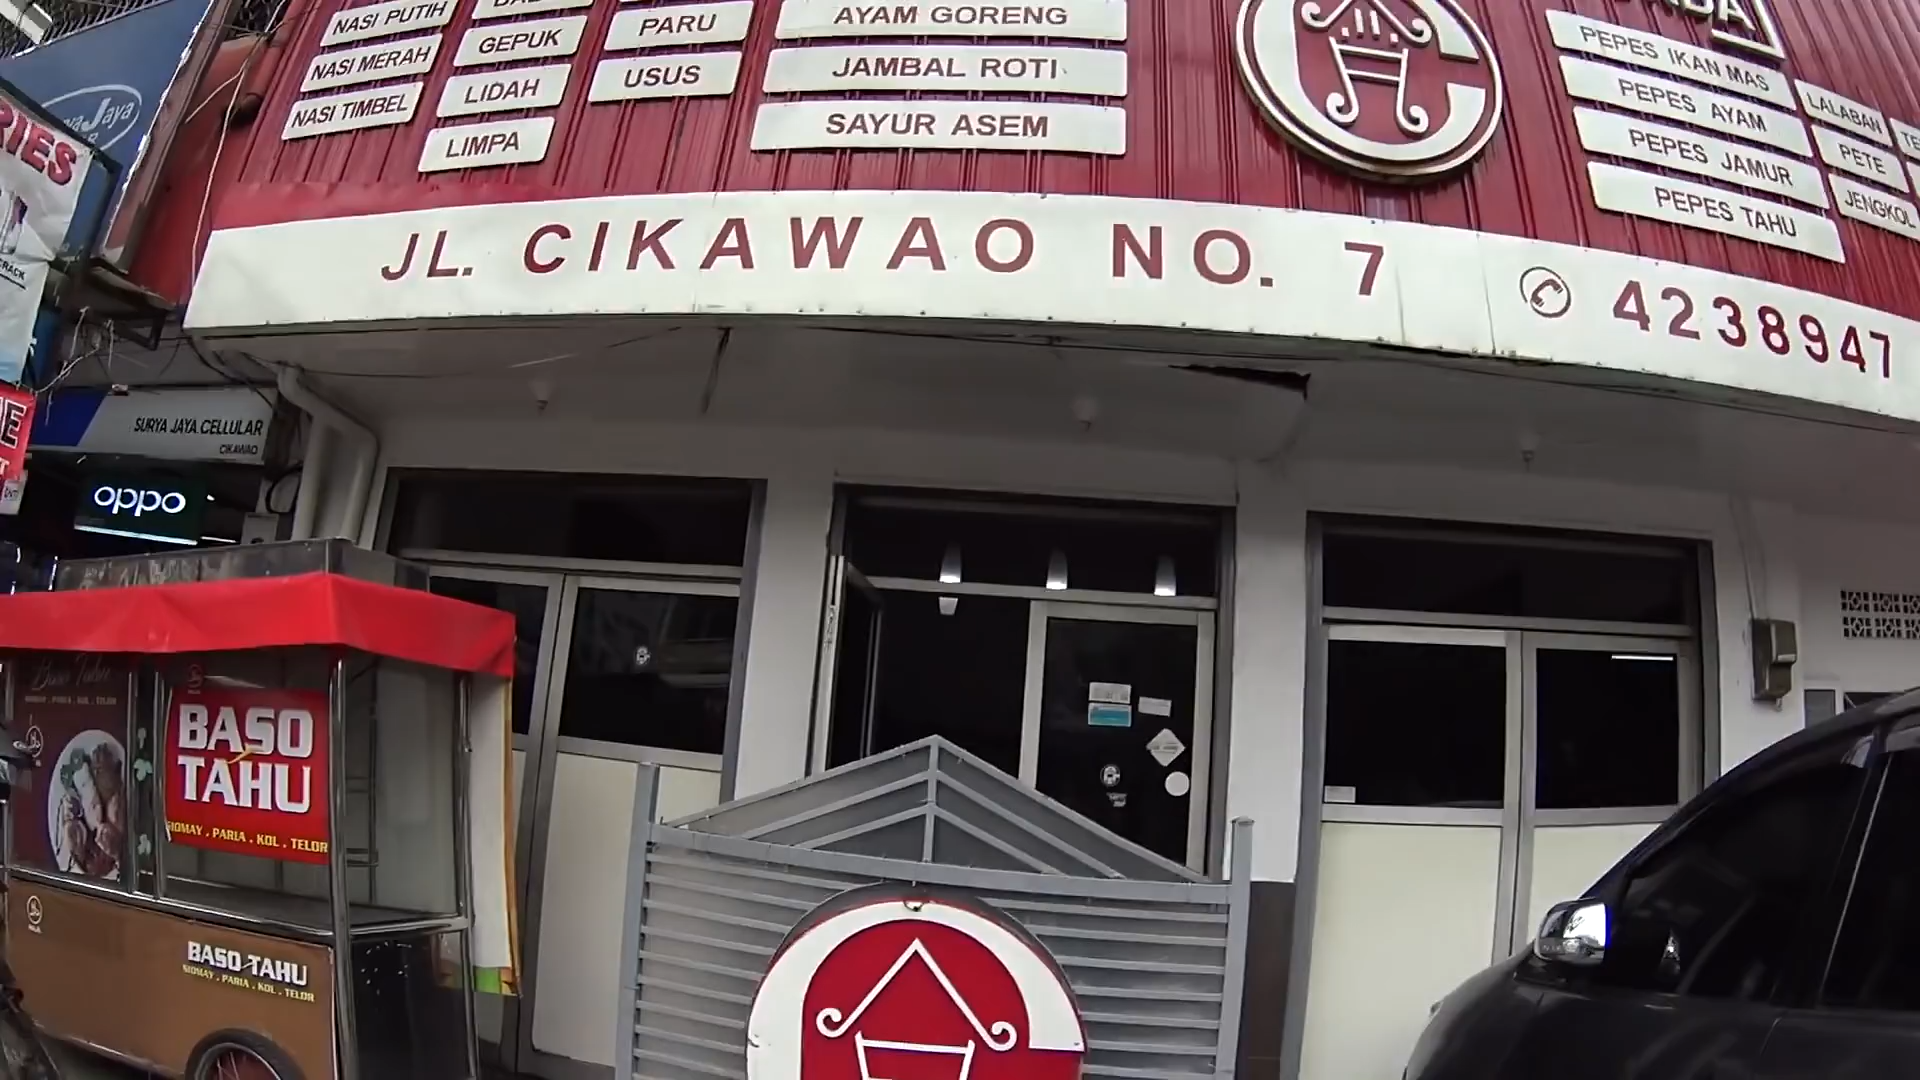 NASI PUTIH
NASI MERAH
NASI TIMBEL
GEPUK
LIDAH
LIMPA
PARU
USUS
AYAM GORENG
JAMBAL ROTI
SAYUR ASEM
PEPES IKAN MAS
PEPES AYAM
PEPES JAMUR
PEPES TAHU
LALABAN
PETE
JENGKOL
JL. CIKAWAO NO. 7
4238947
SURYA JAYA CELLULAR
CIKAWAO
oppo
BASO
TAHU
SIOMAY . PARIA . KOL . TELOR
BASO TAHU
SIOMAY . PARIA . KOL . TELOR